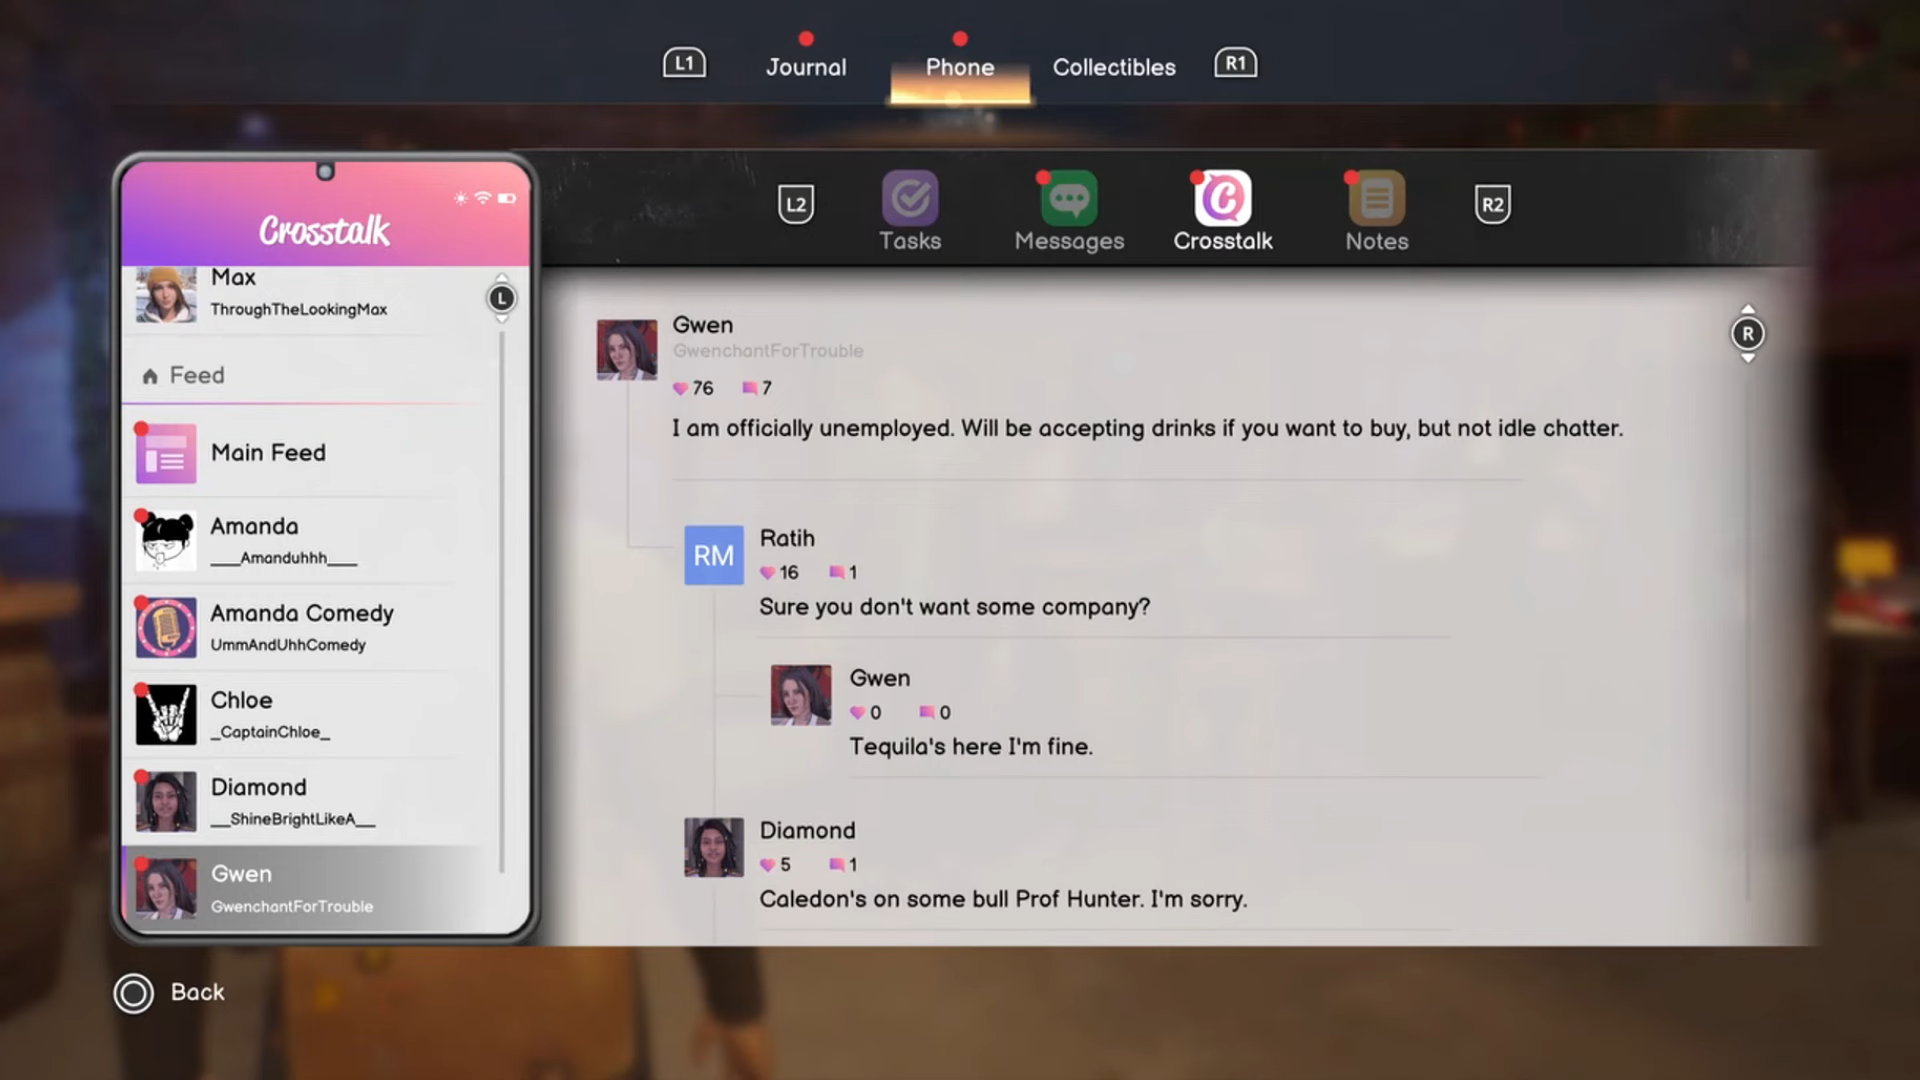 L1 Journal Phone Collectibles R1
L2 Tasks Messages Crosstalk Notes R2
Crosstalk
L
Max
ThroughTheLookingMax
Feed
Main Feed
Amanda
___Amanduhhh___
Amanda Comedy
UmmAndUhhComedy
Chloe
_CaptainChloe_
Diamond
__ShineBrightLikeA__
Gwen
GwenchantForTrouble
R
Gwen
GwenchantForTrouble
76 7
I am officially unemployed. Will be accepting drinks if you want to buy, but not idle chatter.
RM
Ratih
16 1
Sure you don't want some company?
Gwen
0 0
Tequila's here I'm fine.
Diamond
5 1
Caledon's on some bull Prof Hunter. I'm sorry.
Back